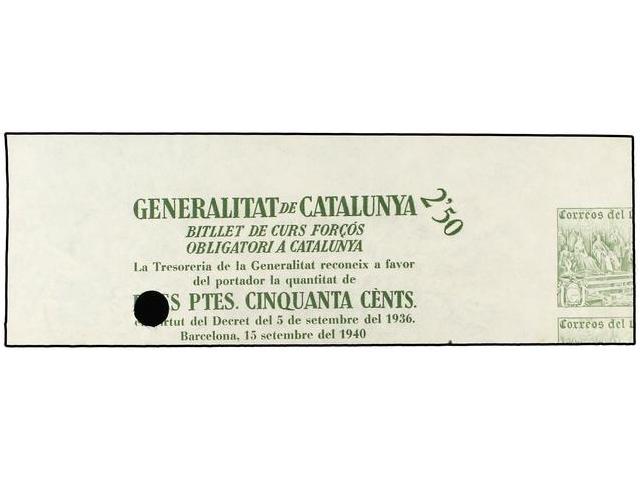 GENERALITAT DE CATALUNYA
2'50
BITLLET DE CURS FORÇÓS
OBLIGATORI A CATALUNYA
La Tresoreria de la Generalitat reconeix a favor
del portador la quantitat de
PTES. CINQUANTA CÈNTS.
del Decret del 5 de setembre del 1936.
Barcelona, 15 setembre del 1940
Correos del
Correos del